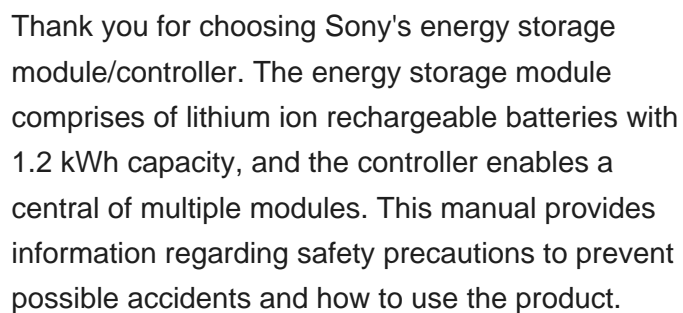 Thank you for choosing Sony's energy storage
module/controller. The energy storage module
comprises of lithium ion rechargeable batteries with
1.2 kWh capacity, and the controller enables a
central of multiple modules. This manual provides
information regarding safety precautions to prevent
possible accidents and how to use the product.